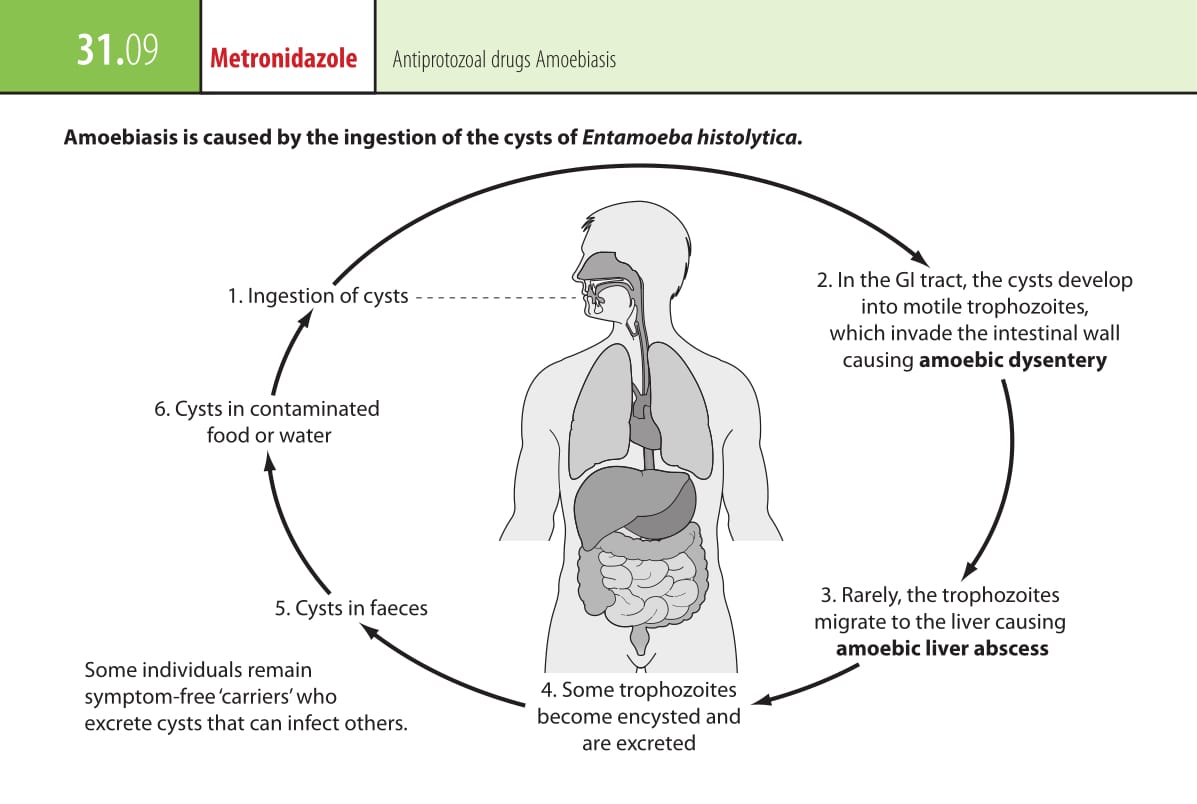 31.09
Metronidazole
Antiprotozoal drugs Amoebiasis
Amoebiasis is caused by the ingestion of the cysts of Entamoeba histolytica.
1. Ingestion of cysts
2. In the GI tract, the cysts develop
into motile trophozoites,
which invade the intestinal wall
causing amoebic dysentery
3. Rarely, the trophozoites
migrate to the liver causing
amoebic liver abscess
4. Some trophozoites
become encysted and
are excreted
5. Cysts in faeces
6. Cysts in contaminated
food or water
Some individuals remain
symptom-free ‘carriers’ who
excrete cysts that can infect others.